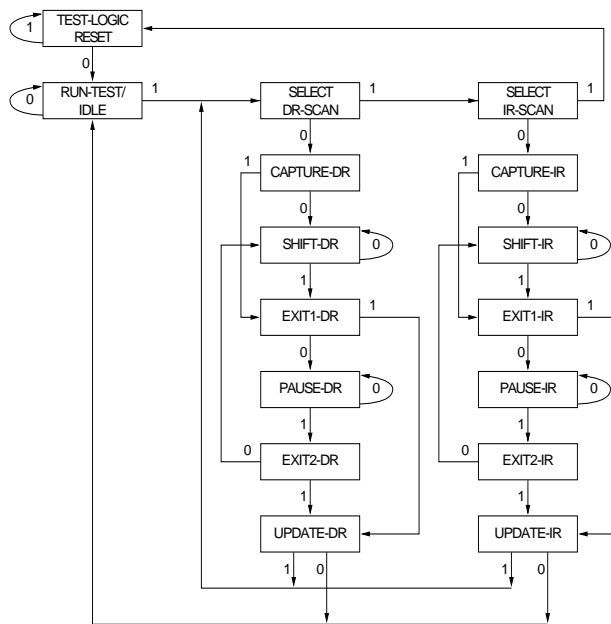 TEST-LOGIC
RESET
1
0
RUN-TEST/
IDLE
0
1
SELECT
DR-SCAN
1
SELECT
IR-SCAN
1
0
0
CAPTURE-DR
1
CAPTURE-IR
1
0
0
SHIFT-DR
0
SHIFT-IR
0
1
1
EXIT1-DR
1
EXIT1-IR
1
0
0
PAUSE-DR
0
PAUSE-IR
0
1
1
EXIT2-DR
0
EXIT2-IR
0
1
1
UPDATE-DR
UPDATE-IR
1
0
1
0